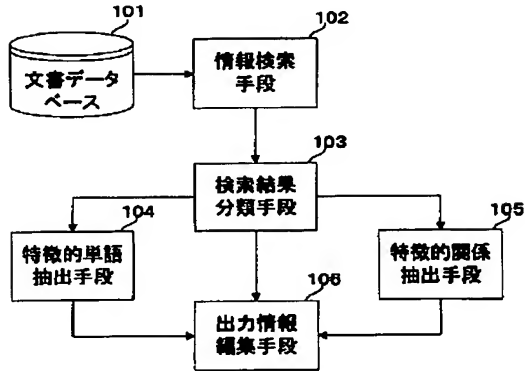 101
文書データ
ベース
102
情報検索
手段
103
検索結果
分類手段
104
特徴的単語
抽出手段
105
特徴的関係
抽出手段
106
出力情報
編集手段